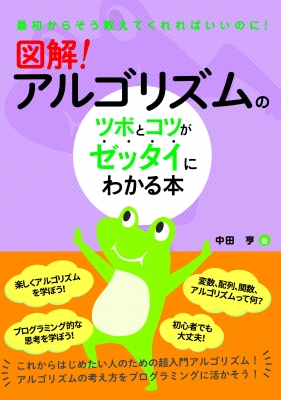 最初からそう教えてくれればいいのに!
図解!
アルゴリズムの
ツボとコツが
ゼッタイに
わかる本
中田 亨 著
楽しくアルゴリズム
を学ぼう!
変数、配列、関数、
アルゴリズムって何?
プログラミング的な
思考を学ぼう!
初心者でも
大丈夫!
これからはじめたい人のための超入門アルゴリズム!
アルゴリズムの考え方をプログラミングに活かそう!